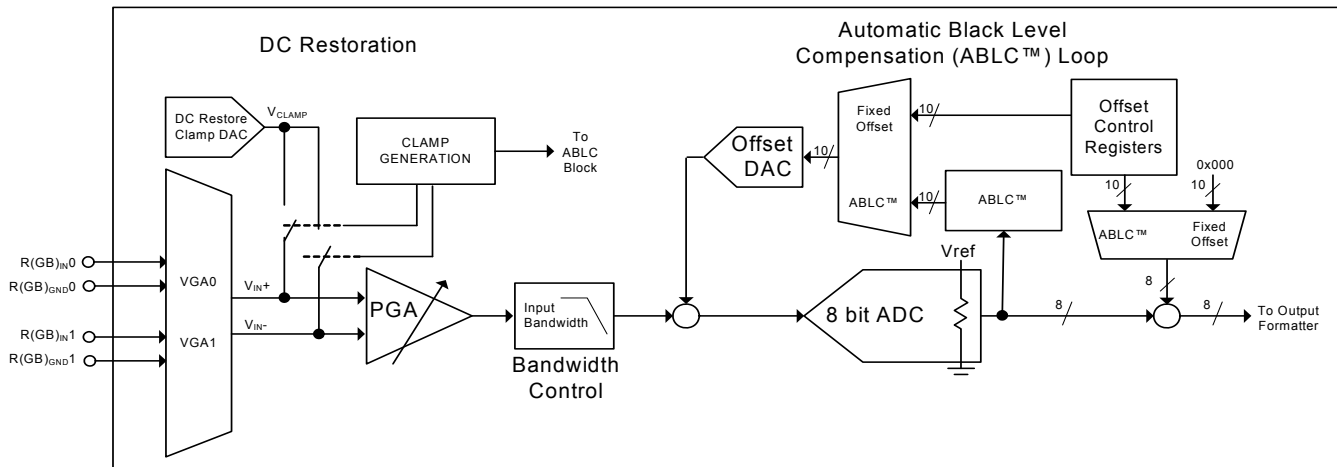 DC Restoration
Automatic Black Level
Compensation (ABLC™) Loop
DC Restore
Clamp DAC
VCLAMP
CLAMP
GENERATION
To
ABLC
Block
Offset
DAC
10
Fixed
Offset
ABLC™
10
10
Offset
Control
Registers
ABLC™
10
0x000
10
ABLC™
Fixed
Offset
8
R(GB)IN0
R(GB)GND0
R(GB)IN1
R(GB)GND1
VGA0
VGA1
VIN+
VIN-
PGA
Input
Bandwidth
Bandwidth
Control
Vref
8 bit ADC
8
8
To Output
Formatter